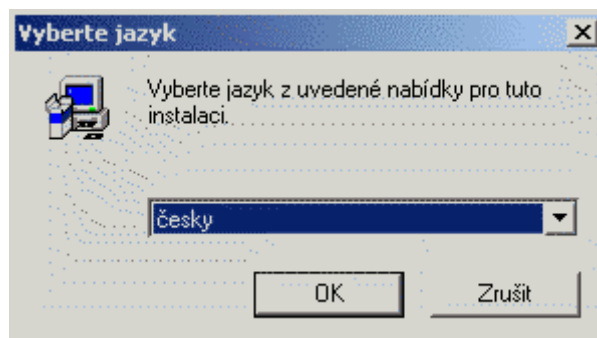 Vyberte jazyk
Vyberte jazyk z uvedené nabídky pro tuto
instalaci.
česky
OK
Zrušit